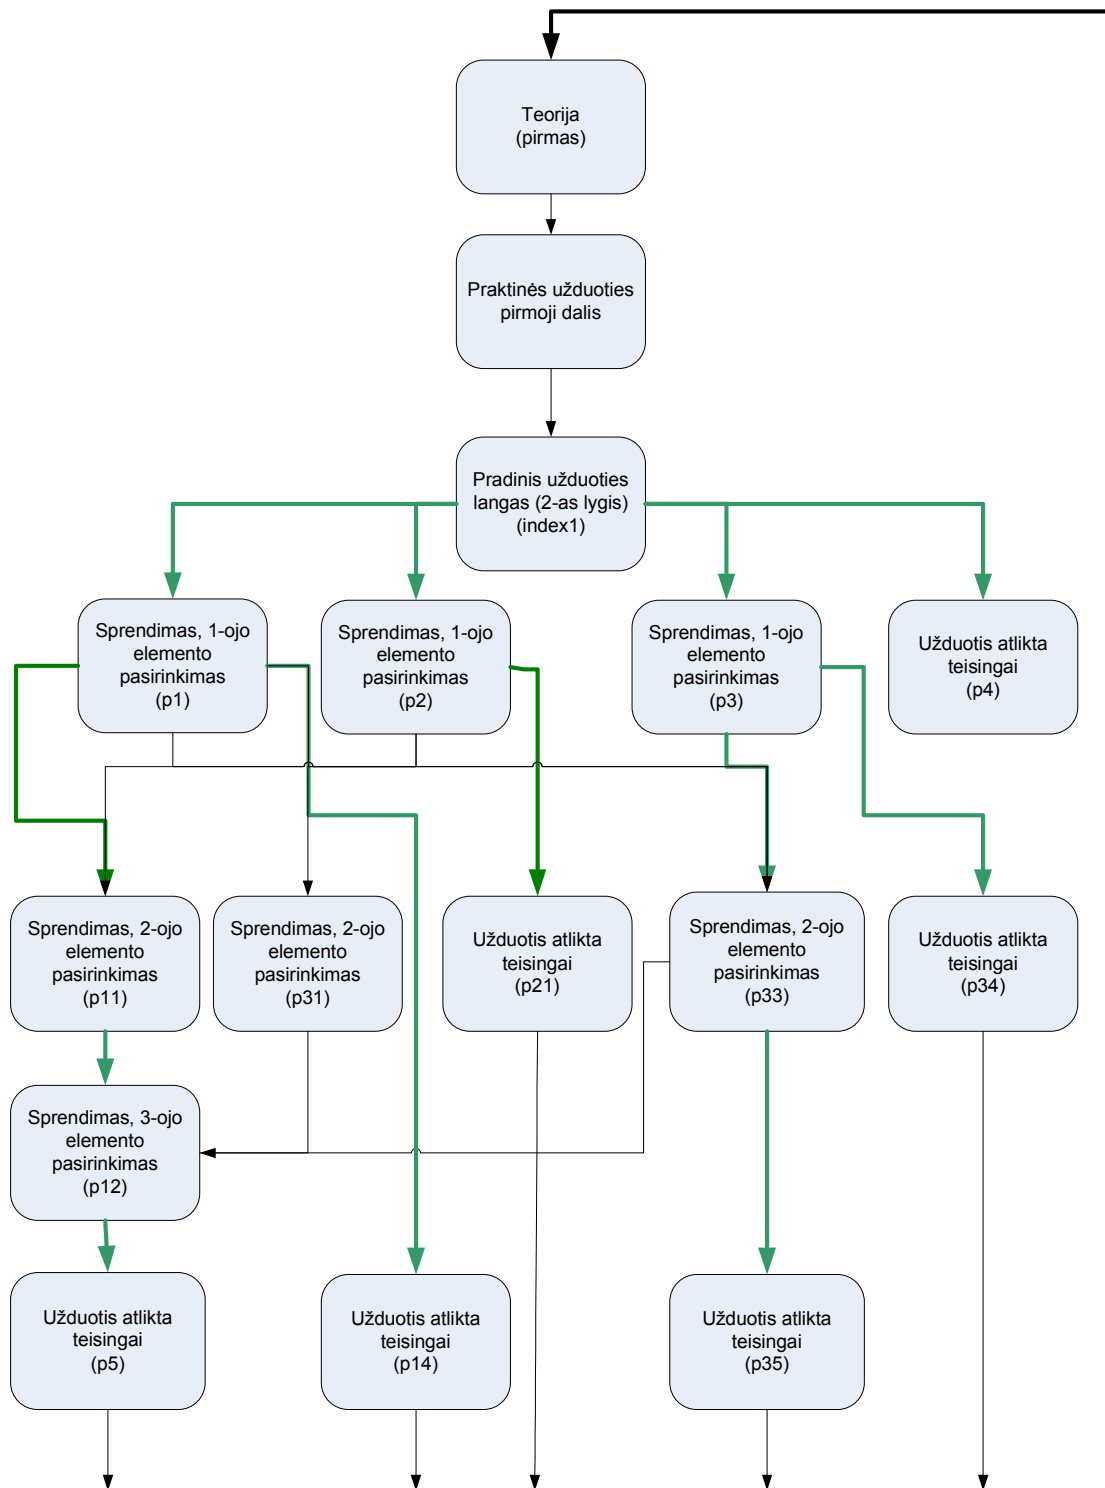 Teorija
(pirmas)
Praktinės užduoties
pirmoji dalis
Pradinis užduoties
langas (2-as lygis)
(index1)
Sprendimas, 1-ojo
elemento
pasirinkimas
(p1)
Sprendimas, 1-ojo
elemento
pasirinkimas
(p2)
Sprendimas, 1-ojo
elemento
pasirinkimas
(p3)
Užduotis atlikta
teisingai
(p4)
Sprendimas, 2-ojo
elemento
pasirinkimas
(p11)
Sprendimas, 2-ojo
elemento
pasirinkimas
(p31)
Užduotis atlikta
teisingai
(p21)
Sprendimas, 2-ojo
elemento
pasirinkimas
(p33)
Užduotis atlikta
teisingai
(p34)
Sprendimas, 3-ojo
elemento
pasirinkimas
(p12)
Užduotis atlikta
teisingai
(p5)
Užduotis atlikta
teisingai
(p14)
Užduotis atlikta
teisingai
(p35)